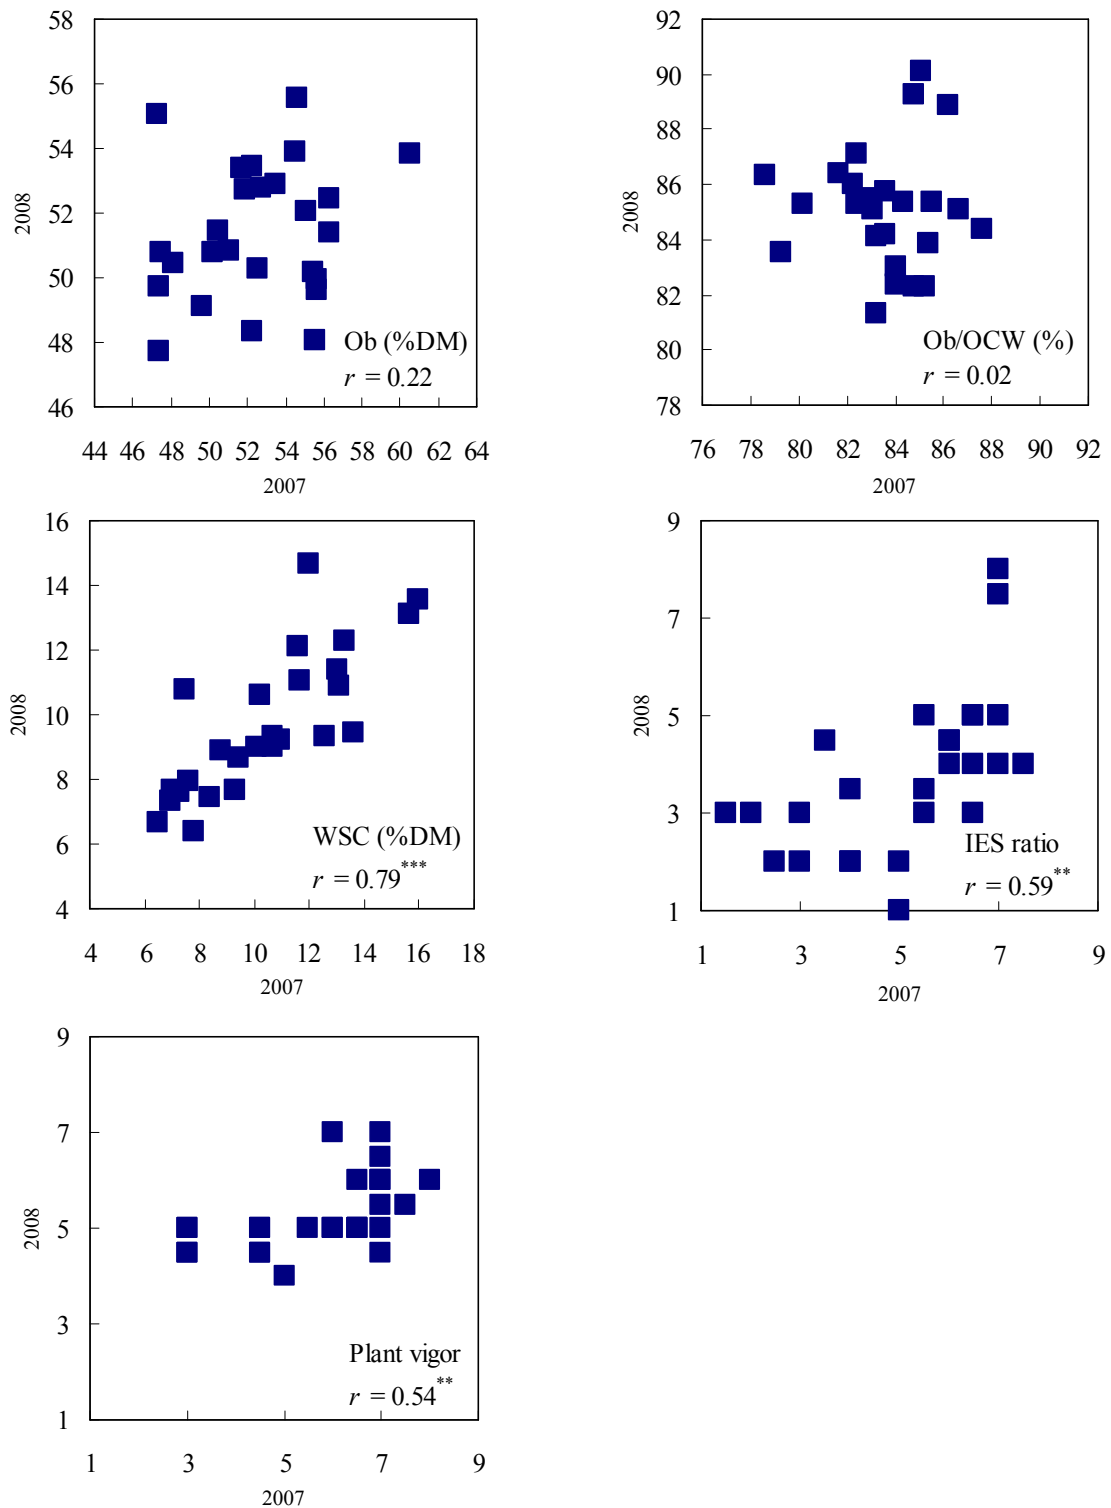 58
56
54
52
50
48
46
2008
Ob (%DM)
r = 0.22
44 46 48 50 52 54 56 58 60 62 64
2007
92
90
88
86
84
82
80
78
2008
Ob/OCW (%)
r = 0.02
76 78 80 82 84 86 88 90 92
2007
16
14
12
10
8
6
4
2008
WSC (%DM)
r = 0.79***
4 6 8 10 12 14 16 18
2007
9
7
5
3
1
2008
IES ratio
r = 0.59**
1 3 5 7 9
2007
9
7
5
3
1
2008
Plant vigor
r = 0.54**
1 3 5 7 9
2007